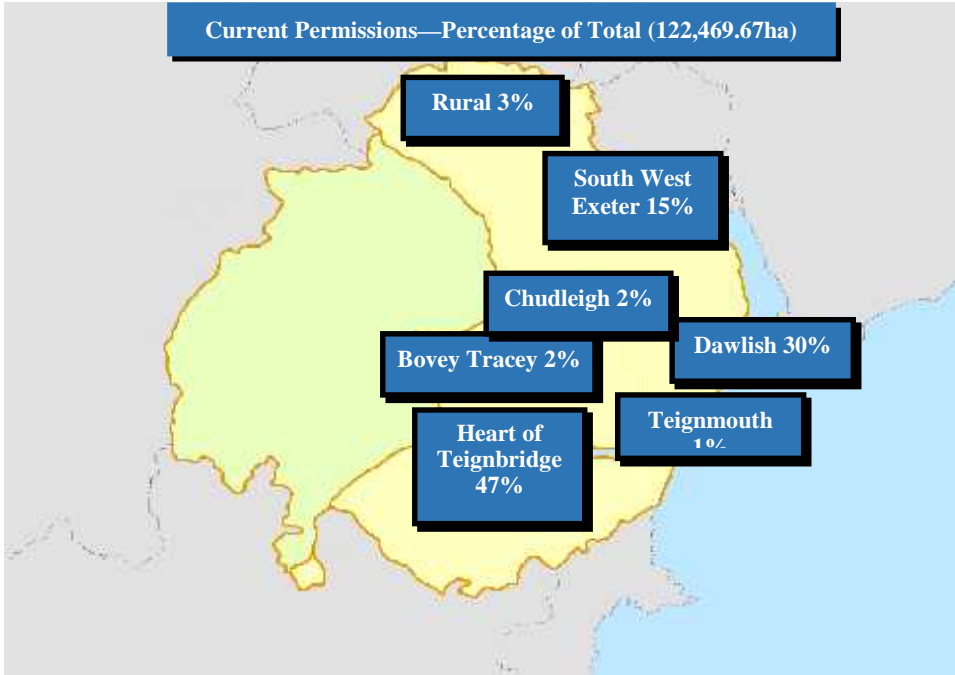 Current Permissions—Percentage of Total (122,469.67ha)
Rural 3%
South West
Exeter 15%
Chudleigh 2%
Bovey Tracey 2%
Dawlish 30%
Teignmouth
1%
Heart of
Teignbridge
47%